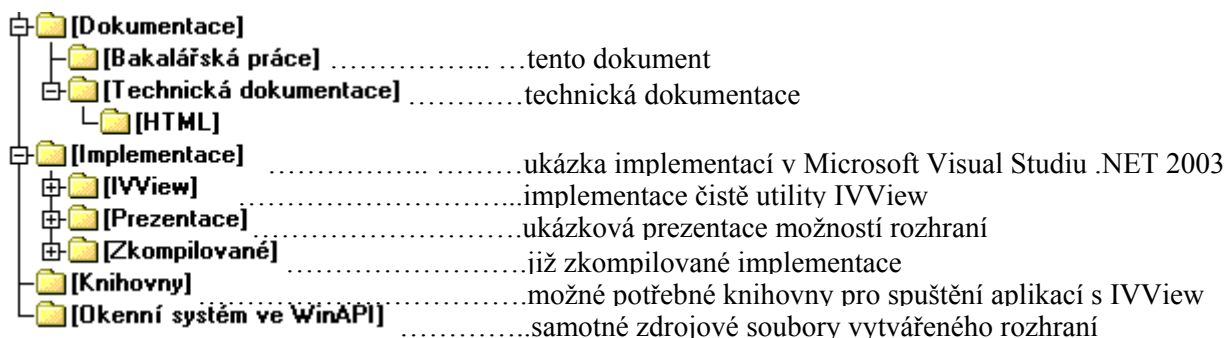 [Dokumentace]
[Bakalářská práce] …………….. …tento dokument
[Technická dokumentace] …………technická dokumentace
[HTML]
[Implementace] …………….. ………ukázka implementací v Microsoft Visual Studiu .NET 2003
[IVView] ………………………...implementace čistě utility IVView
[Prezentace] ……………………..ukázková prezentace možností rozhraní
[Zkompilované] …………………….již zkompilované implementace
[Knihovny] ………………………….možné potřebné knihovny pro spuštění aplikací s IVView
[Okenní systém ve WinAPI] …………..samotné zdrojové soubory vytvářeného rozhraní